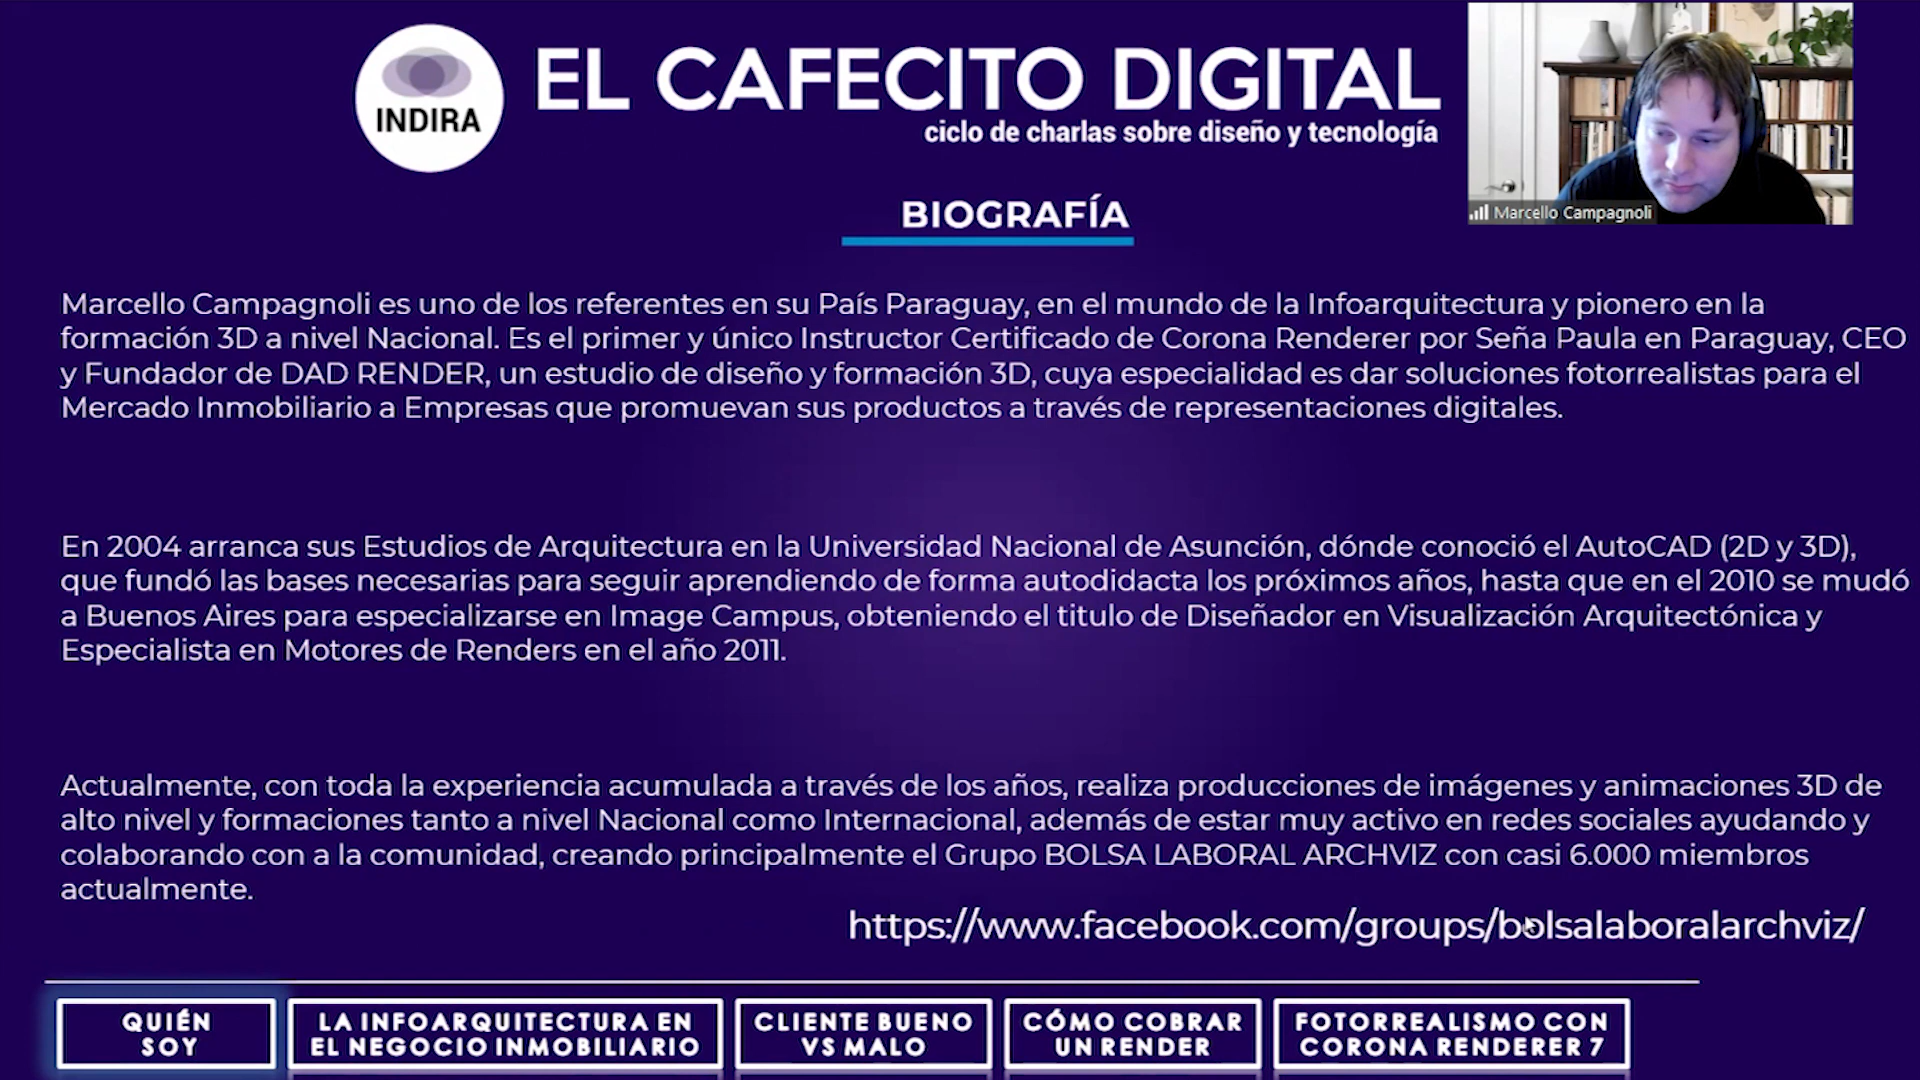 INDIRA
EL CAFECITO DIGITAL
ciclo de charlas sobre diseño y tecnología
Marcello Campagnoli
BIOGRAFÍA
Marcello Campagnoli es uno de los referentes en su País Paraguay, en el mundo de la Infoarquitectura y pionero en la
formación 3D a nivel Nacional. Es el primer y único Instructor Certificado de Corona Renderer por Seña Paula en Paraguay, CEO
y Fundador de DAD RENDER, un estudio de diseño y formación 3D, cuya especialidad es dar soluciones fotorrealistas para el
Mercado Inmobiliario a Empresas que promuevan sus productos a través de representaciones digitales.
En 2004 arranca sus Estudios de Arquitectura en la Universidad Nacional de Asunción, dónde conoció el AutoCAD (2D y 3D),
que fundó las bases necesarias para seguir aprendiendo de forma autodidacta los próximos años, hasta que en el 2010 se mudó
a Buenos Aires para especializarse en Image Campus, obteniendo el titulo de Diseñador en Visualización Arquitectónica y
Especialista en Motores de Renders en el año 2011.
Actualmente, con toda la experiencia acumulada a través de los años, realiza producciones de imágenes y animaciones 3D de
alto nivel y formaciones tanto a nivel Nacional como Internacional, además de estar muy activo en redes sociales ayudando y
colaborando con a la comunidad, creando principalmente el Grupo BOLSA LABORAL ARCHVIZ con casi 6.000 miembros
actualmente.
https://www.facebook.com/groups/bolsalaboralarchviz/
QUIÉN
SOY
LA INFOARQUITECTURA EN
EL NEGOCIO INMOBILIARIO
CLIENTE BUENO
VS MALO
CÓMO COBRAR
UN RENDER
FOTORREALISMO CON
CORONA RENDERER 7